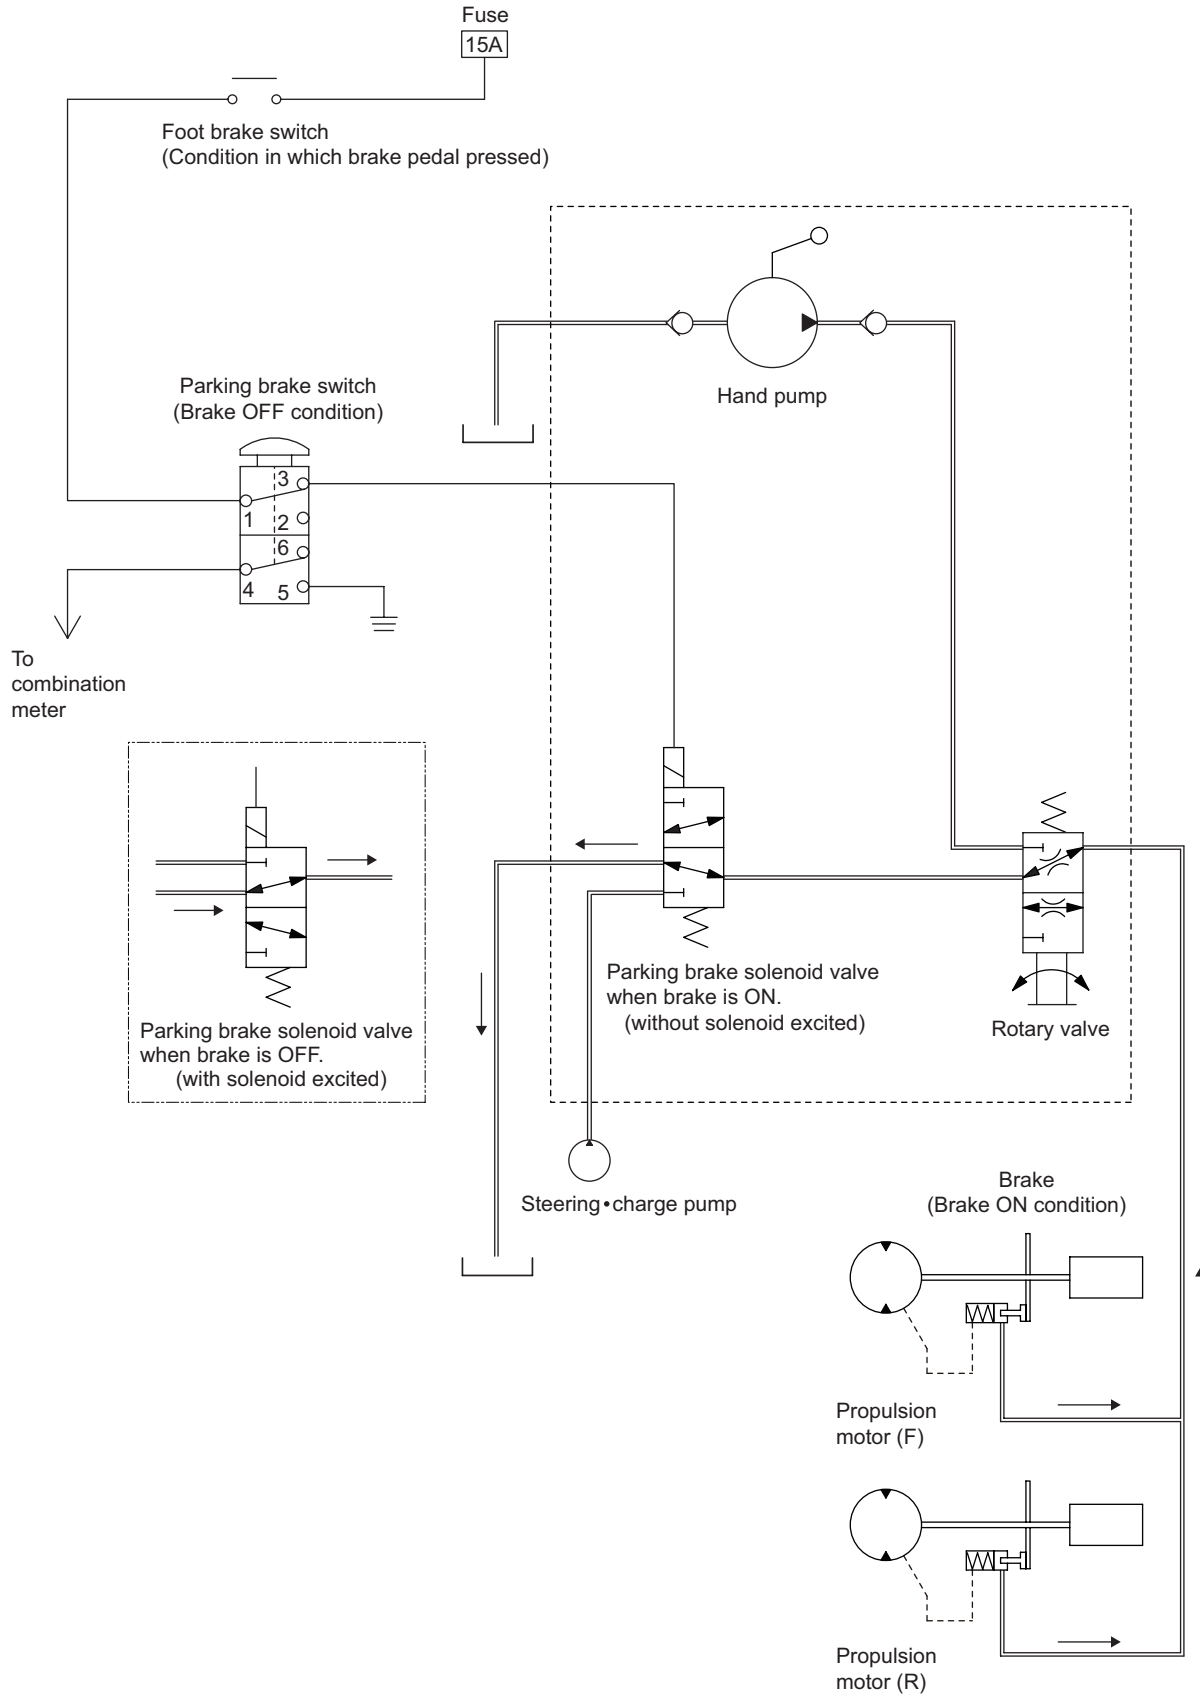 Fuse
15A
Foot brake switch
(Condition in which brake pedal pressed)
Parking brake switch
(Brake OFF condition)
Hand pump
3
1
2
6
4
5
To
combination
meter
Parking brake solenoid valve
when brake is ON.
(without solenoid excited)
Rotary valve
Parking brake solenoid valve
when brake is OFF.
(with solenoid excited)
Steering•charge pump
Brake
(Brake ON condition)
Propulsion
motor (F)
Propulsion
motor (R)